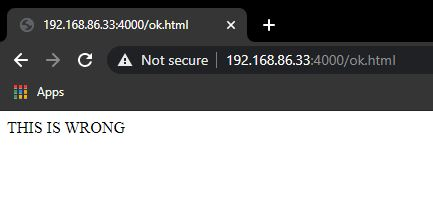 192.168.86.33:4000/ok.html
Not secure 192.168.86.33:4000/ok.html
Apps
THIS IS WRONG